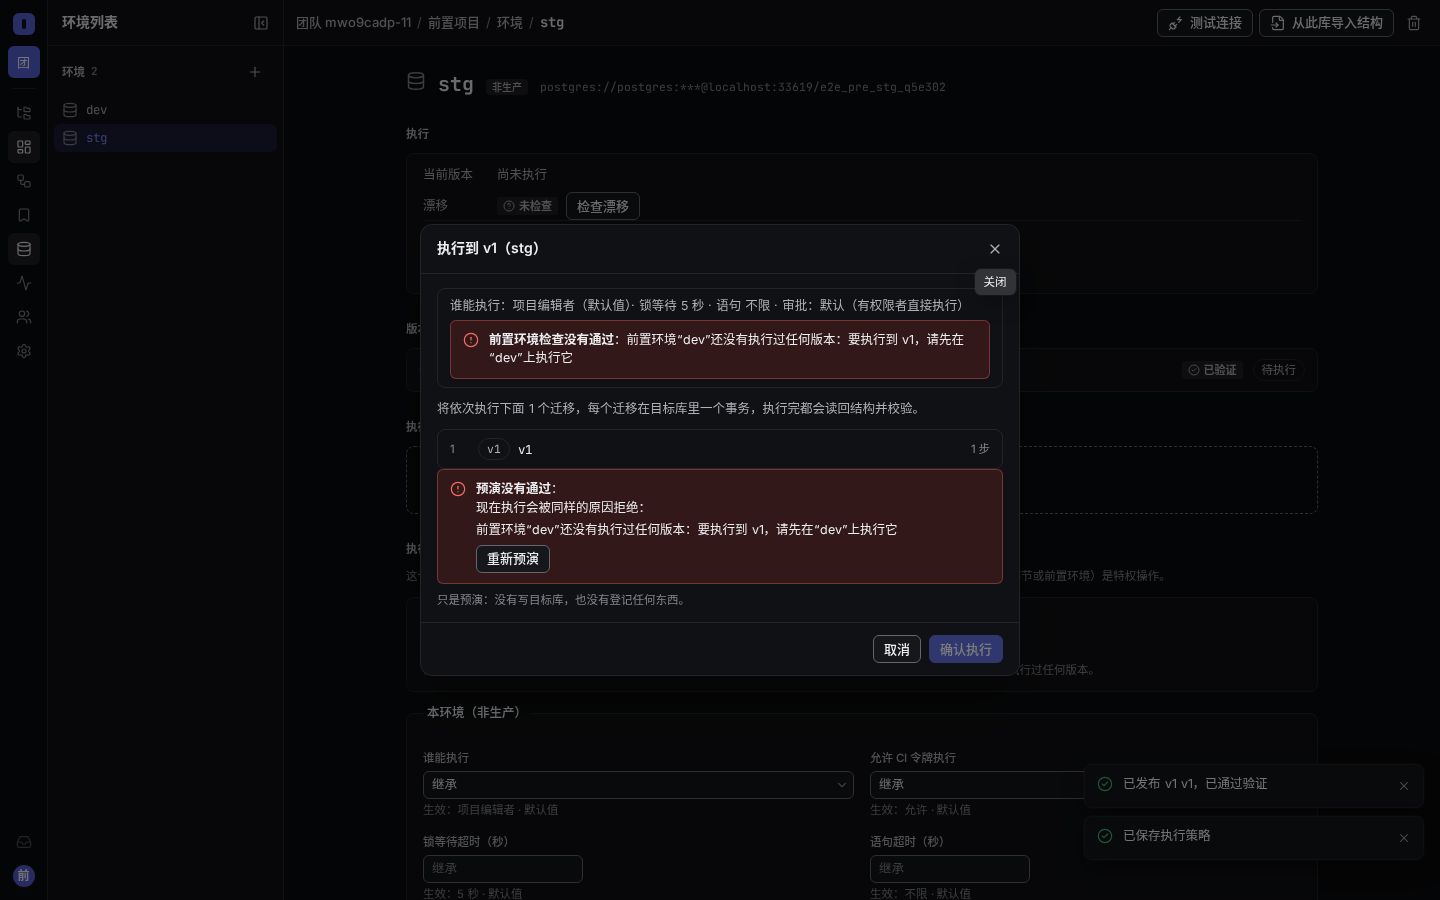 环境列表
团队 mwo9cadp-11 / 前置项目 / 环境 / stg
测试连接
从此库导入结构
团
环境 2
dev
stg
stg 非生产 postgres://postgres:***@localhost:33619/e2e_pre_stg_q5e302
执行
当前版本 尚未执行
漂移 未检查 检查漂移
执行到 v1（stg）
关闭
谁能执行：项目编辑者（默认值）· 锁等待 5 秒 · 语句 不限 · 审批：默认（有权限者直接执行）
前置环境检查没有通过：前置环境“dev”还没有执行过任何版本：要执行到 v1，请先在
“dev”上执行它
已验证 待执行
将依次执行下面 1 个迁移，每个迁移在目标库里一个事务，执行完都会读回结构并校验。
1 v1 v1 1 步
预演没有通过：
现在执行会被同样的原因拒绝：
前置环境“dev”还没有执行过任何版本：要执行到 v1，请先在“dev”上执行它
重新预演
节或前置环境）是特权操作。
只是预演：没有写目标库，也没有登记任何东西。
取消 确认执行
行过任何版本。
本环境（非生产）
谁能执行
继承
生效：项目编辑者 · 默认值
允许 CI 令牌执行
继承
生效：允许 · 默认值
锁等待超时（秒）
继承
生效：5 秒 · 默认值
语句超时（秒）
继承
生效：不限 · 默认值
已发布 v1 v1，已通过验证
已保存执行策略
前